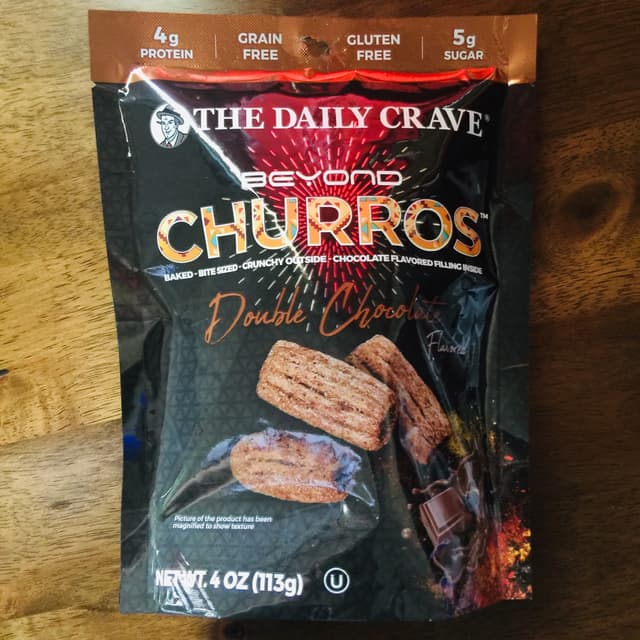 4g PROTEIN
GRAIN FREE
GLUTEN FREE
5g SUGAR
THE DAILY CRAVE®
BEYOND
CHURROS™
BAKED - BITE SIZED - CRUNCHY OUTSIDE - CHOCOLATE FLAVORED FILLING INSIDE
Double Chocolate
Flavored
Picture of the product has been
magnified to show texture
NET WT. 4 OZ (113g)
U